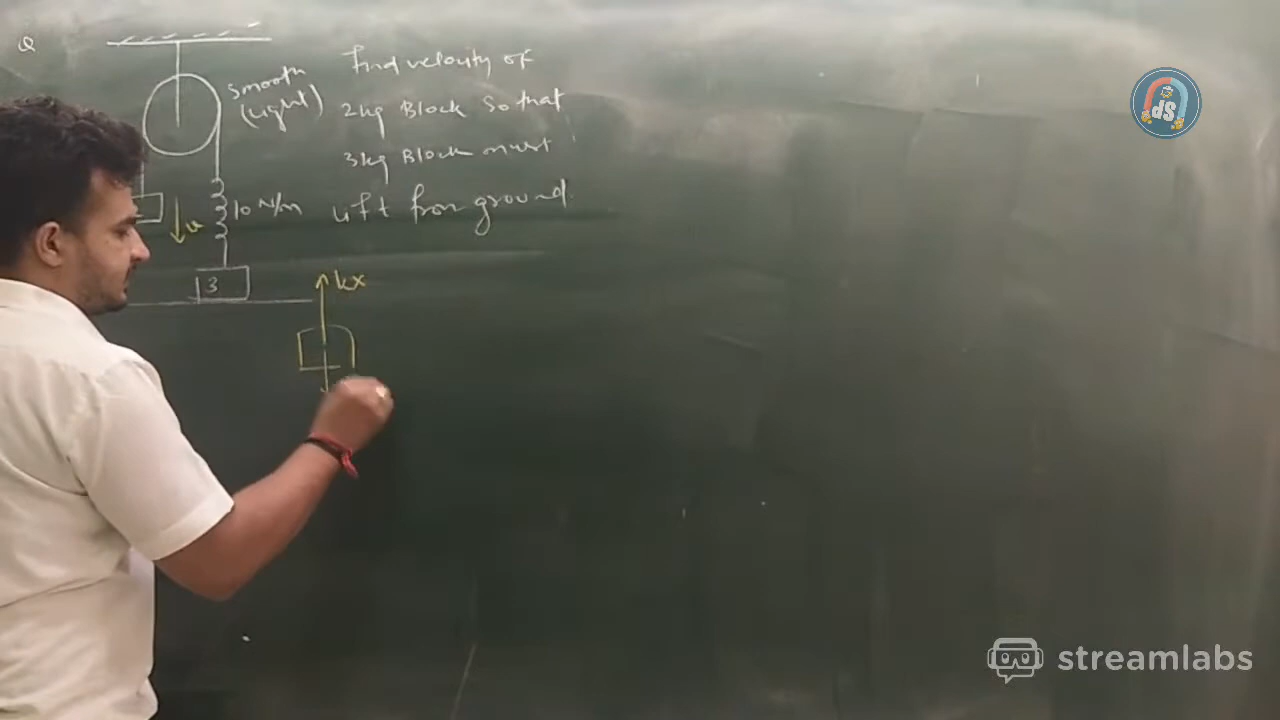 Q
Smooth
(light)
Find velocity of
2kg Block So that
3kg Block must
lift from ground.
v
10 N/m
3
kx
dS
streamlabs